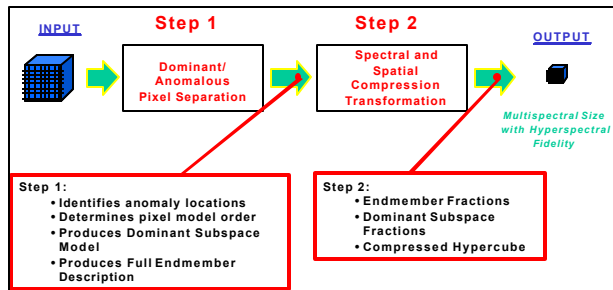 Step 1
Step 2
INPUT
OUTPUT
Dominant/
Anomalous
Pixel Separation
Spectral and
Spatial
Compression
Transformation
Multispectral Size
with Hyperspectral
Fidelity
Step 1:
• Identifies anomaly locations
• Determines pixel model order
• Produces Dominant Subspace
Model
• Produces Full Endmember
Description
Step 2:
• Endmember Fractions
• Dominant Subspace
Fractions
• Compressed Hypercube